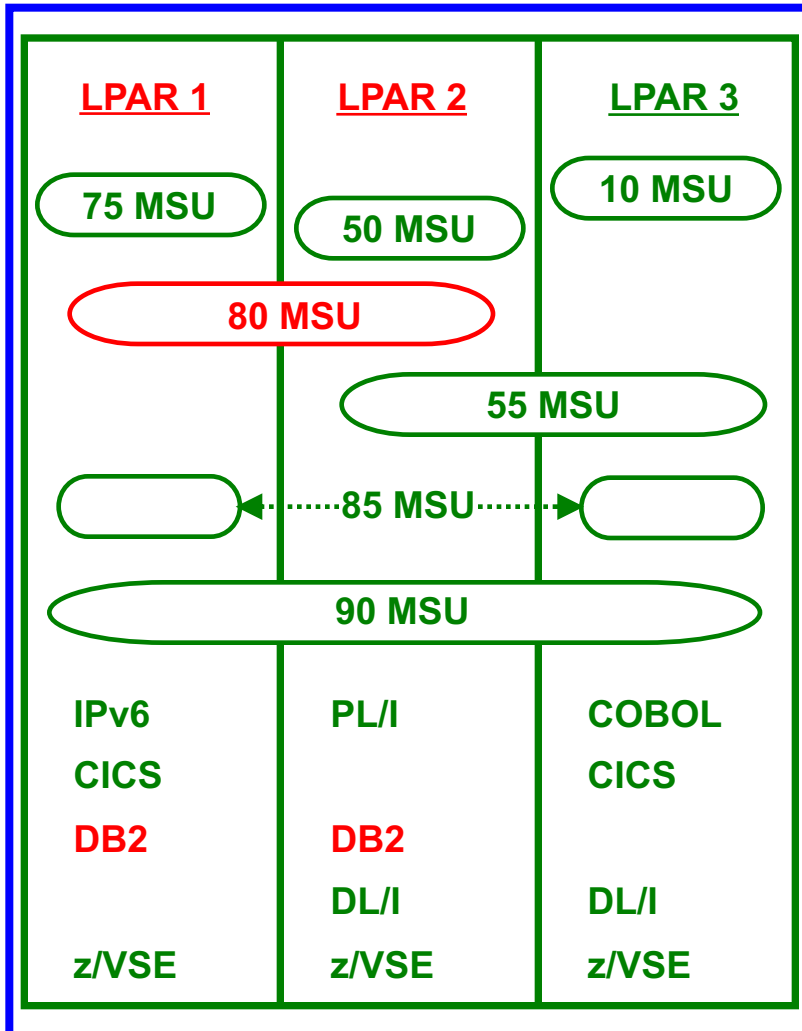 LPAR 1 LPAR 2 LPAR 3
75 MSU 50 MSU 10 MSU
80 MSU
55 MSU
85 MSU
90 MSU
IPv6 PL/I COBOL
CICS CICS
DB2 DB2
DL/I DL/I
z/VSE z/VSE z/VSE